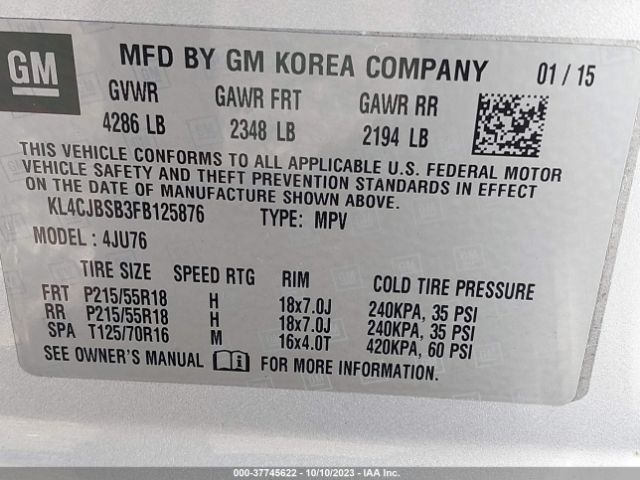 GM
MFD BY GM KOREA COMPANY 01 / 15
GVWR GAWR FRT GAWR RR
4286 LB 2348 LB 2194 LB
THIS VEHICLE CONFORMS TO ALL APPLICABLE U.S. FEDERAL MOTOR
VEHICLE SAFETY AND THEFT PREVENTION STANDARDS IN EFFECT
ON THE DATE OF MANUFACTURE SHOWN ABOVE.
KL4CJBSB3FB125876 TYPE: MPV
MODEL : 4JU76
TIRE SIZE SPEED RTG RIM COLD TIRE PRESSURE
FRT P215/55R18 H 18x7.0J 240KPA, 35 PSI
RR P215/55R18 H 18x7.0J 240KPA, 35 PSI
SPA T125/70R16 M 16x4.0T 420KPA, 60 PSI
SEE OWNER'S MANUAL FOR MORE INFORMATION.
000-37745622 - 10/10/2023 - IAA Inc.